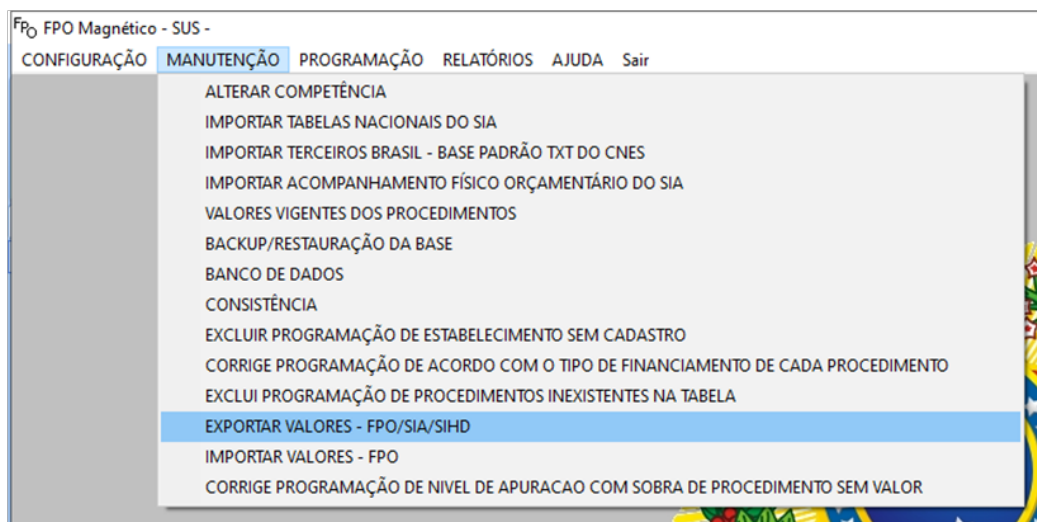 FPO FPO Magnético - SUS -
CONFIGURAÇÃO MANUTENÇÃO PROGRAMAÇÃO RELATÓRIOS AJUDA Sair
ALTERAR COMPETÊNCIA
IMPORTAR TABELAS NACIONAIS DO SIA
IMPORTAR TERCEIROS BRASIL - BASE PADRÃO TXT DO CNES
IMPORTAR ACOMPANHAMENTO FÍSICO ORÇAMENTÁRIO DO SIA
VALORES VIGENTES DOS PROCEDIMENTOS
BACKUP/RESTAURAÇÃO DA BASE
BANCO DE DADOS
CONSISTÊNCIA
EXCLUIR PROGRAMAÇÃO DE ESTABELECIMENTO SEM CADASTRO
CORRIGE PROGRAMAÇÃO DE ACORDO COM O TIPO DE FINANCIAMENTO DE CADA PROCEDIMENTO
EXCLUI PROGRAMAÇÃO DE PROCEDIMENTOS INEXISTENTES NA TABELA
EXPORTAR VALORES - FPO/SIA/SIHD
IMPORTAR VALORES - FPO
CORRIGE PROGRAMAÇÃO DE NIVEL DE APURACAO COM SOBRA DE PROCEDIMENTO SEM VALOR